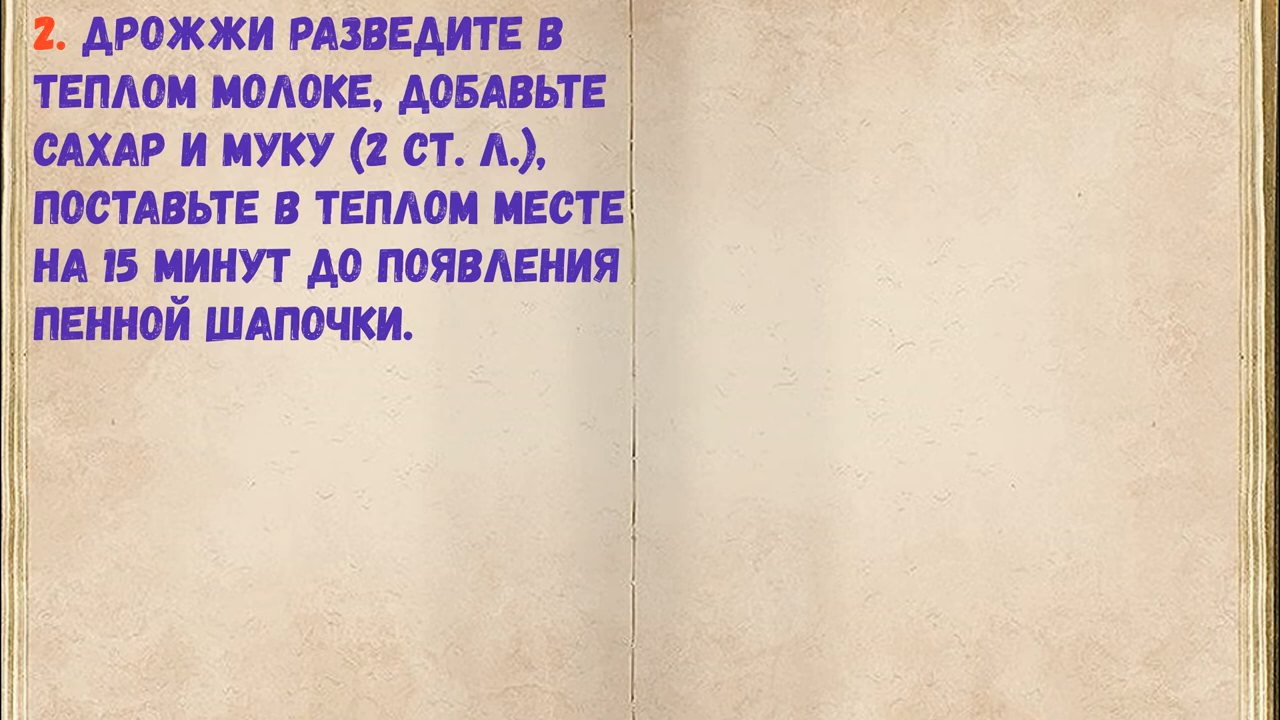 2. ДРОЖЖИ РАЗВЕДИТЕ В
ТЕПЛОМ МОЛОКЕ, ДОБАВЬТЕ
САХАР И МУКУ (2 СТ. Л.),
ПОСТАВЬТЕ В ТЕПЛОМ МЕСТЕ
НА 15 МИНУТ ДО ПОЯВЛЕНИЯ
ПЕННОЙ ШАПОЧКИ.